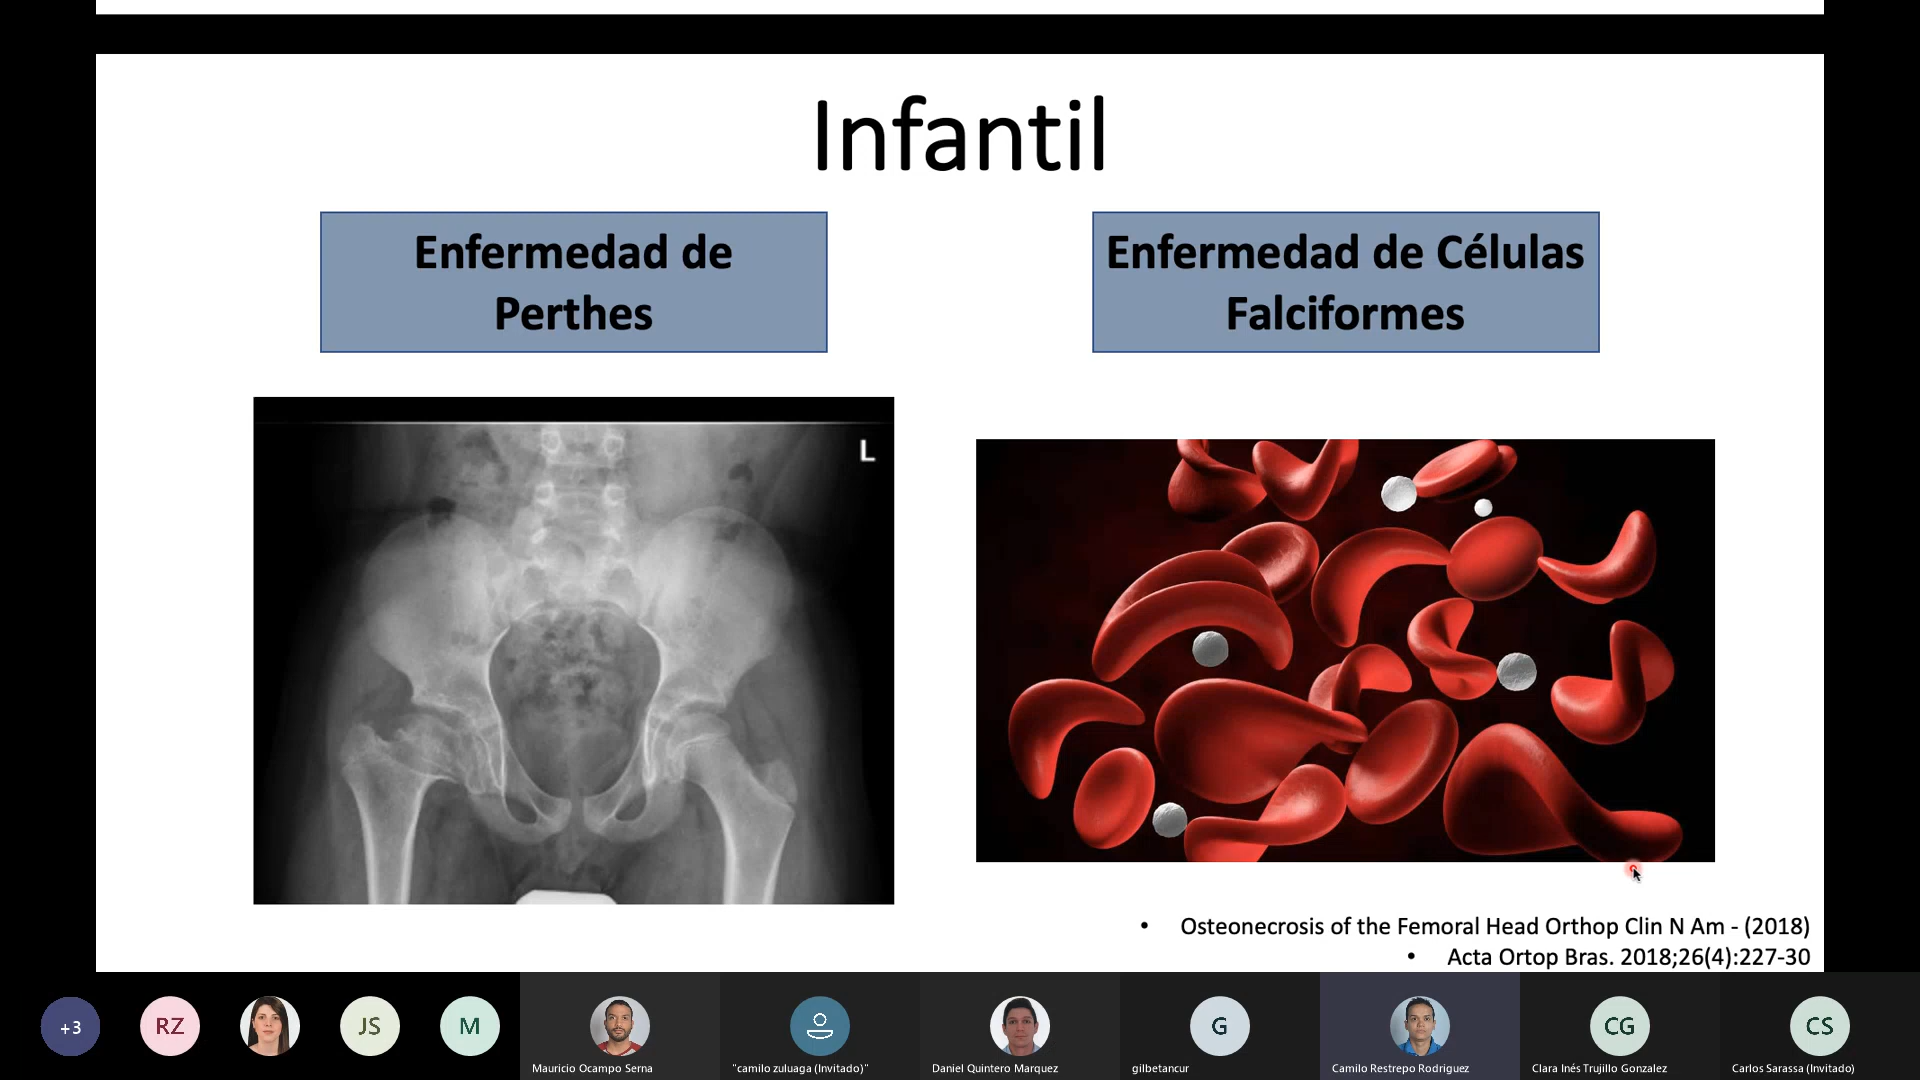 Infantil
Enfermedad de
Perthes
Enfermedad de Células
Falciformes
L
• Osteonecrosis of the Femoral Head Orthop Clin N Am - (2018)
• Acta Ortop Bras. 2018;26(4):227-30
+3
RZ
JS
M
G
CG
CS
Mauricio Ocampo Serna
"camilo zuluaga (Invitado)"
Daniel Quintero Marquez
gilbetancur
Camilo Restrepo Rodriguez
Clara Inés Trujillo Gonzalez
Carlos Sarassa (Invitado)